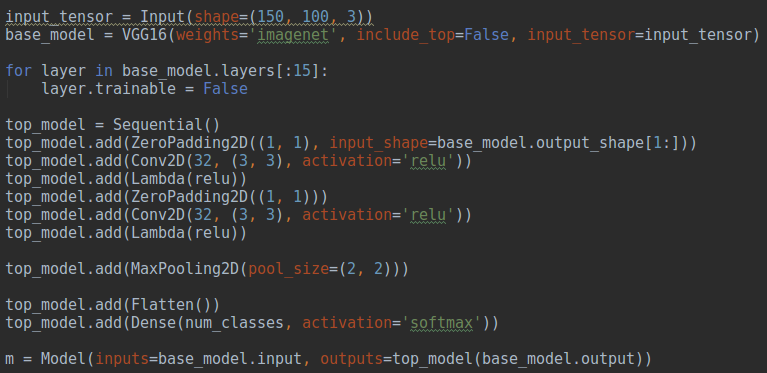 input_tensor = Input(shape=(150, 100, 3))
base_model = VGG16(weights='imagenet', include_top=False, input_tensor=input_tensor)
for layer in base_model.layers[:15]:
    layer.trainable = False
top_model = Sequential()
top_model.add(ZeroPadding2D((1, 1), input_shape=base_model.output_shape[1:]))
top_model.add(Conv2D(32, (3, 3), activation='relu'))
top_model.add(Lambda(relu))
top_model.add(ZeroPadding2D((1, 1)))
top_model.add(Conv2D(32, (3, 3), activation='relu'))
top_model.add(Lambda(relu))
top_model.add(MaxPooling2D(pool_size=(2, 2)))
top_model.add(Flatten())
top_model.add(Dense(num_classes, activation='softmax'))
m = Model(inputs=base_model.input, outputs=top_model(base_model.output))